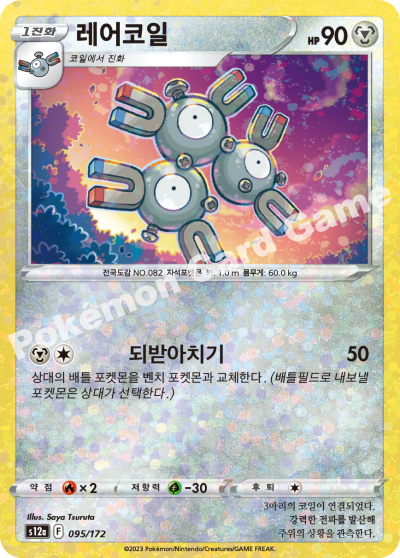 1진화
레어코일
HP 90
코일에서 진화
전국도감 NO.082 자석포켓몬 키: 1.0 m 몸무게: 60.0 kg
Pokémon Card Game
되받아치기 50
상대의 배틀 포켓몬을 벤치 포켓몬과 교체한다. (배틀필드로 내보낼
포켓몬은 상대가 선택한다.)
약점 ×2 저항력 -30 후퇴
Illus. Saya Tsuruta
s12a F 095/172
3마리의 코일이 연결되었다.
강력한 전파를 발산해
주위의 상황을 관측한다.
©2023 Pokémon/Nintendo/Creatures/GAME FREAK.